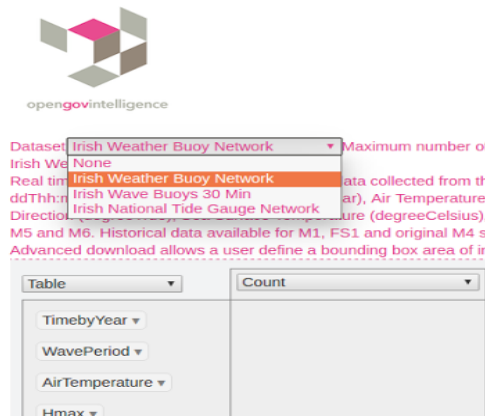 opengovintelligence
Dataset Irish Weather Buoy Network Maximum number o
Irish We
None
Real tim
Irish Weather Buoy Network
ata collected from th
ddThh:m
Irish Wave Buoys 30 Min
ar), Air Temperature
Irish National Tide Gauge Network
Direction
ure (degreeCelsius)
M5 and M6. Historical data available for M1, FS1 and original M4 s
Advanced download allows a user define a bounding box area of in
Table
Count
TimebyYear
WavePeriod
AirTemperature
Hmax